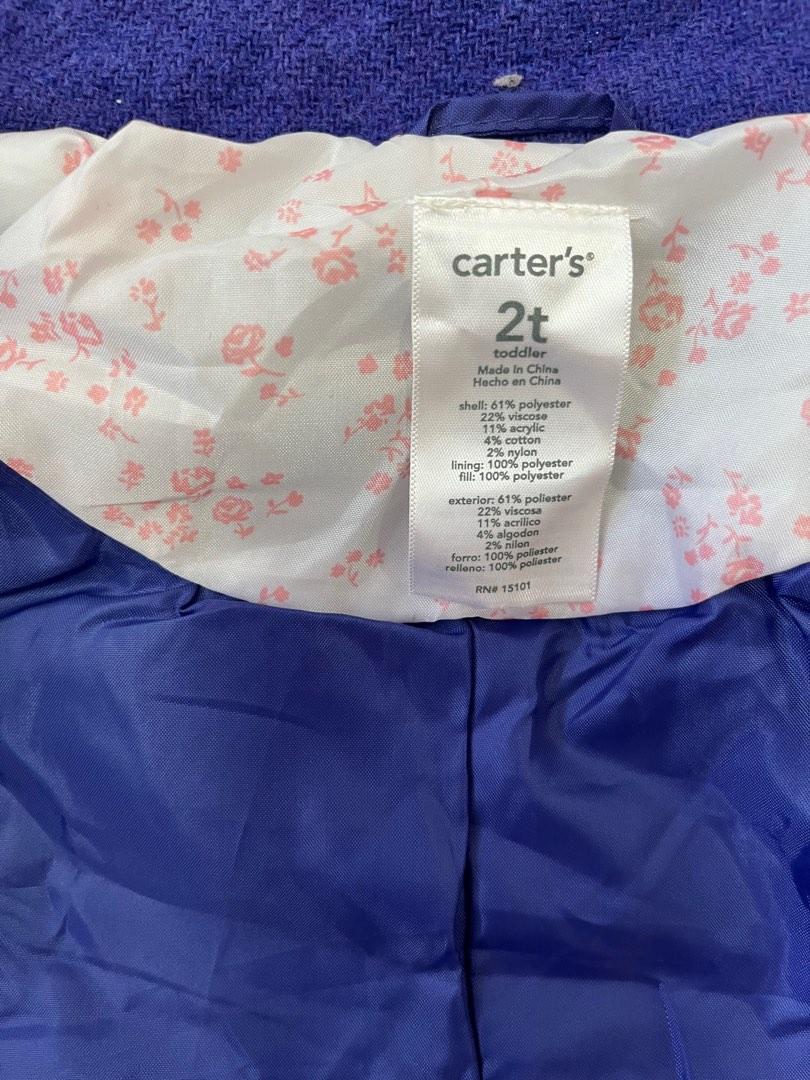 carter's®
2t
toddler
Made In China
Hecho en China
shell: 61% polyester
22% viscose
11% acrylic
4% cotton
2% nylon
lining: 100% polyester
fill: 100% polyester
exterior: 61% poliester
22% viscosa
11% acrilico
4% algodon
2% nilon
forro: 100% poliester
relleno: 100% poliester
RN# 15101